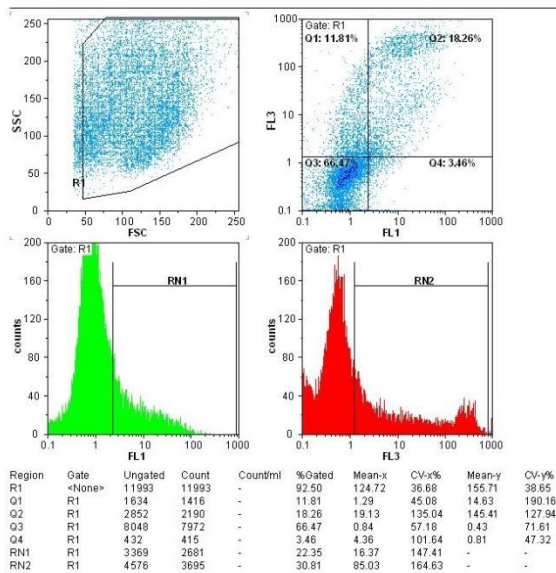 250
200
150
100
50
0
SSC
R1
0 50 100 150 200 250
FSC
Gate: R1
Q1: 11.81% Q2: 18.26%
Q3: 66.47% Q4: 3.46%
1000
100
10
1
0.1
FL3
0.1 1 10 100 1000
FL1
Gate: R1
RN1
200
160
120
80
40
0
counts
0.1 1 10 100 1000
FL1
Gate: R1
RN2
200
160
120
80
40
0
counts
0.1 1 10 100 1000
FL3
Region Gate Ungated Count Count/ml %Gated Mean-x CV-x% Mean-y CV-y%
R1 <None> 11993 11993 - 92.50 124.72 36.68 155.71 38.65
Q1 R1 1634 1416 - 11.81 1.29 45.08 14.63 190.16
Q2 R1 2852 2190 - 18.26 19.13 135.04 145.41 127.94
Q3 R1 8048 7972 - 66.47 0.84 57.18 0.43 71.61
Q4 R1 432 415 - 3.46 4.36 101.64 0.81 47.32
RN1 R1 3369 2681 - 22.35 16.37 147.41 - -
RN2 R1 4576 3695 - 30.81 85.03 164.63 - -